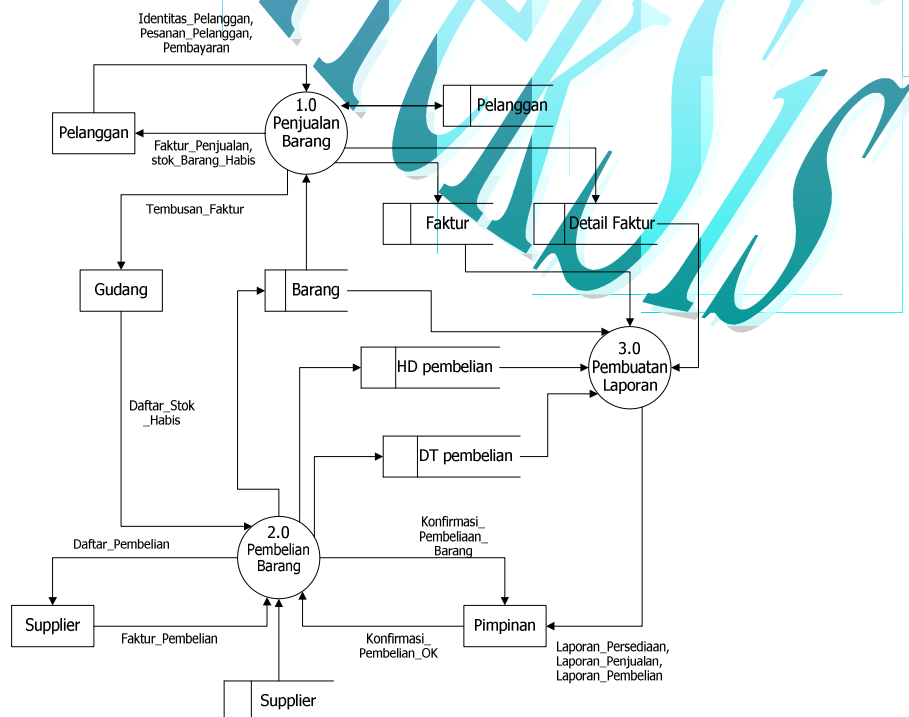 Identitas_Pelanggan,
Pesanan_Pelanggan,
Pembayaran
1.0
Penjualan
Barang
Pelanggan
Pelanggan
Faktur_Penjualan,
stok_Barang_Habis
Tembusan_Faktur
Faktur
Detail Faktur
Gudang
Barang
3.0
Pembuatan
Laporan
HD pembelian
Daftar_Stok
_Habis
DT pembelian
2.0
Pembelian
Barang
Konfirmasi_
Pembeliaan_
Barang
Daftar_Pembelian
Supplier
Faktur_Pembelian
Konfirmasi_
Pembelian_OK
Pimpinan
Laporan_Persediaan,
Laporan_Penjualan,
Laporan_Pembelian
Supplier